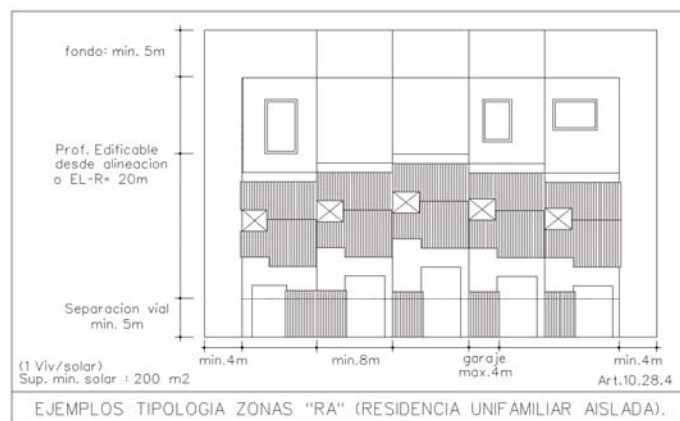 fondo: min. 5m
Prof. Edificable
desde alineacion
o EL-R= 20m
Separacion vial
min. 5m
min.4m
min.8m
garaje
max.4m
min.4m
(1 Viv/solar)
Sup. min. solar : 200 m2
Art.10.28.4
EJEMPLOS TIPOLOGIA ZONAS "RA" (RESIDENCIA UNIFAMILIAR AISLADA).